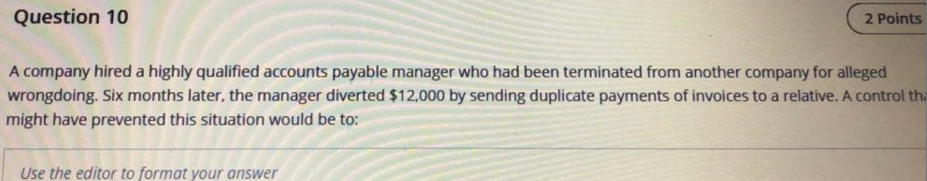 Question 10
2 Points
A company hired a highly qualified accounts payable manager who had been terminated from another company for alleged
wrongdoing. Six months later, the manager diverted $12,000 by sending duplicate payments of invoices to a relative. A control tha
might have prevented this situation would be to:
Use the editor to format your answer